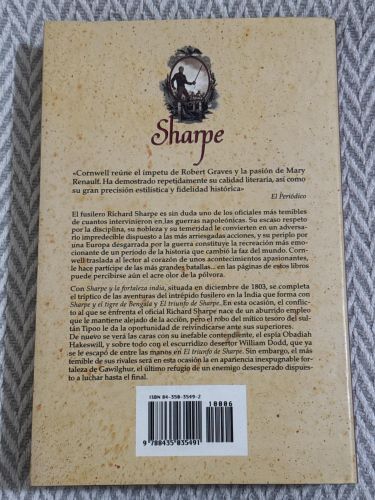 Sharpe
«Cornwell reúne el ímpetu de Robert Graves y la pasión de Mary
Renault. Ha demostrado repetidamente su calidad literaria, así como
su gran precisión estilística y fidelidad histórica»
El Periódico
El fusilero Richard Sharpe es sin duda uno de los oficiales más temibles
de cuantos intervinieron en las guerras napoleónicas. Su escaso respeto
por la disciplina, su nobleza y su temeridad le convierten en un adversa-
rio impredecible dispuesto a las más arriesgadas acciones, y su periplo por
una Europa desgarrada por la guerra constituye la recreación más emo-
cionante de un periodo de la historia que cambió la faz del mundo. Corn-
well traslada al lector al corazón de unos acontecimientos apasionantes,
le hace partícipe de las más grandes batallas... en las páginas de estos libros
puede percibirse aún el acre olor de la pólvora.
Con Sharpe y la fortaleza india, situada en diciembre de 1803, se comple-
ta el tríptico de las aventuras del intrépido fusilero en la India que forma con
Sharpe y el tigre de Bengala y El triunfo de Sharpe. En esta ocasión, el conflic-
to al que se enfrenta el oficial Richard Sharpe nace de un aburrido empleo
que le mantiene alejado de la acción, pero el robo del mítico tesoro del sul-
tán Tipoo le da la oportunidad de reivindicarse ante sus superiores.
De nuevo se verá las caras con su inefable contendiente, el espía Obadiah
Hakeswill, y sobre todo con el escurridizo desertor William Dodd, que ya
se le escapó de entre las manos en El triunfo de Sharpe. Sin embargo, el más
temible de sus rivales será en esta ocasión la en apariencia inexpugnable for-
taleza de Gawilghur, el último refugio de un enemigo desesperado dispues-
to a luchar hasta el final.
ISBN 84-350-3549-2
10006
9 788435 035491